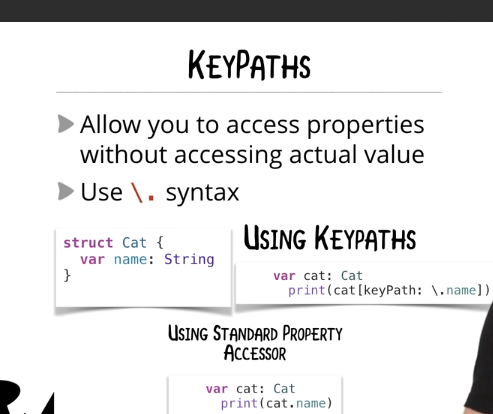 KEYPATHS
Allow you to access properties
without accessing actual value
Use \. syntax
struct Cat {
var name: String
}
USING KEYPATHS
var cat: Cat
print(cat[keyPath: \.name])
USING STANDARD PROPERTY
ACCESSOR
var cat: Cat
print(cat.name)